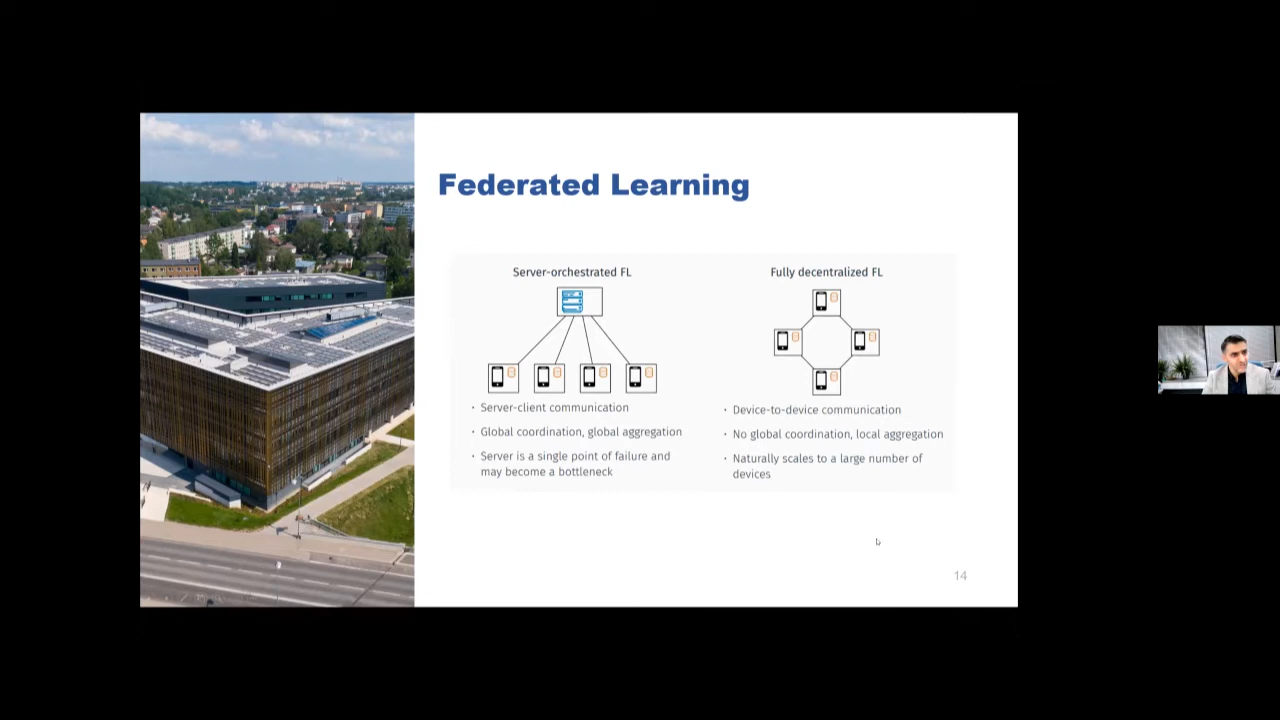 Federated Learning
Server-orchestrated FL
· Server-client communication
· Global coordination, global aggregation
· Server is a single point of failure and
may become a bottleneck
Fully decentralized FL
· Device-to-device communication
· No global coordination, local aggregation
· Naturally scales to a large number of
devices
14